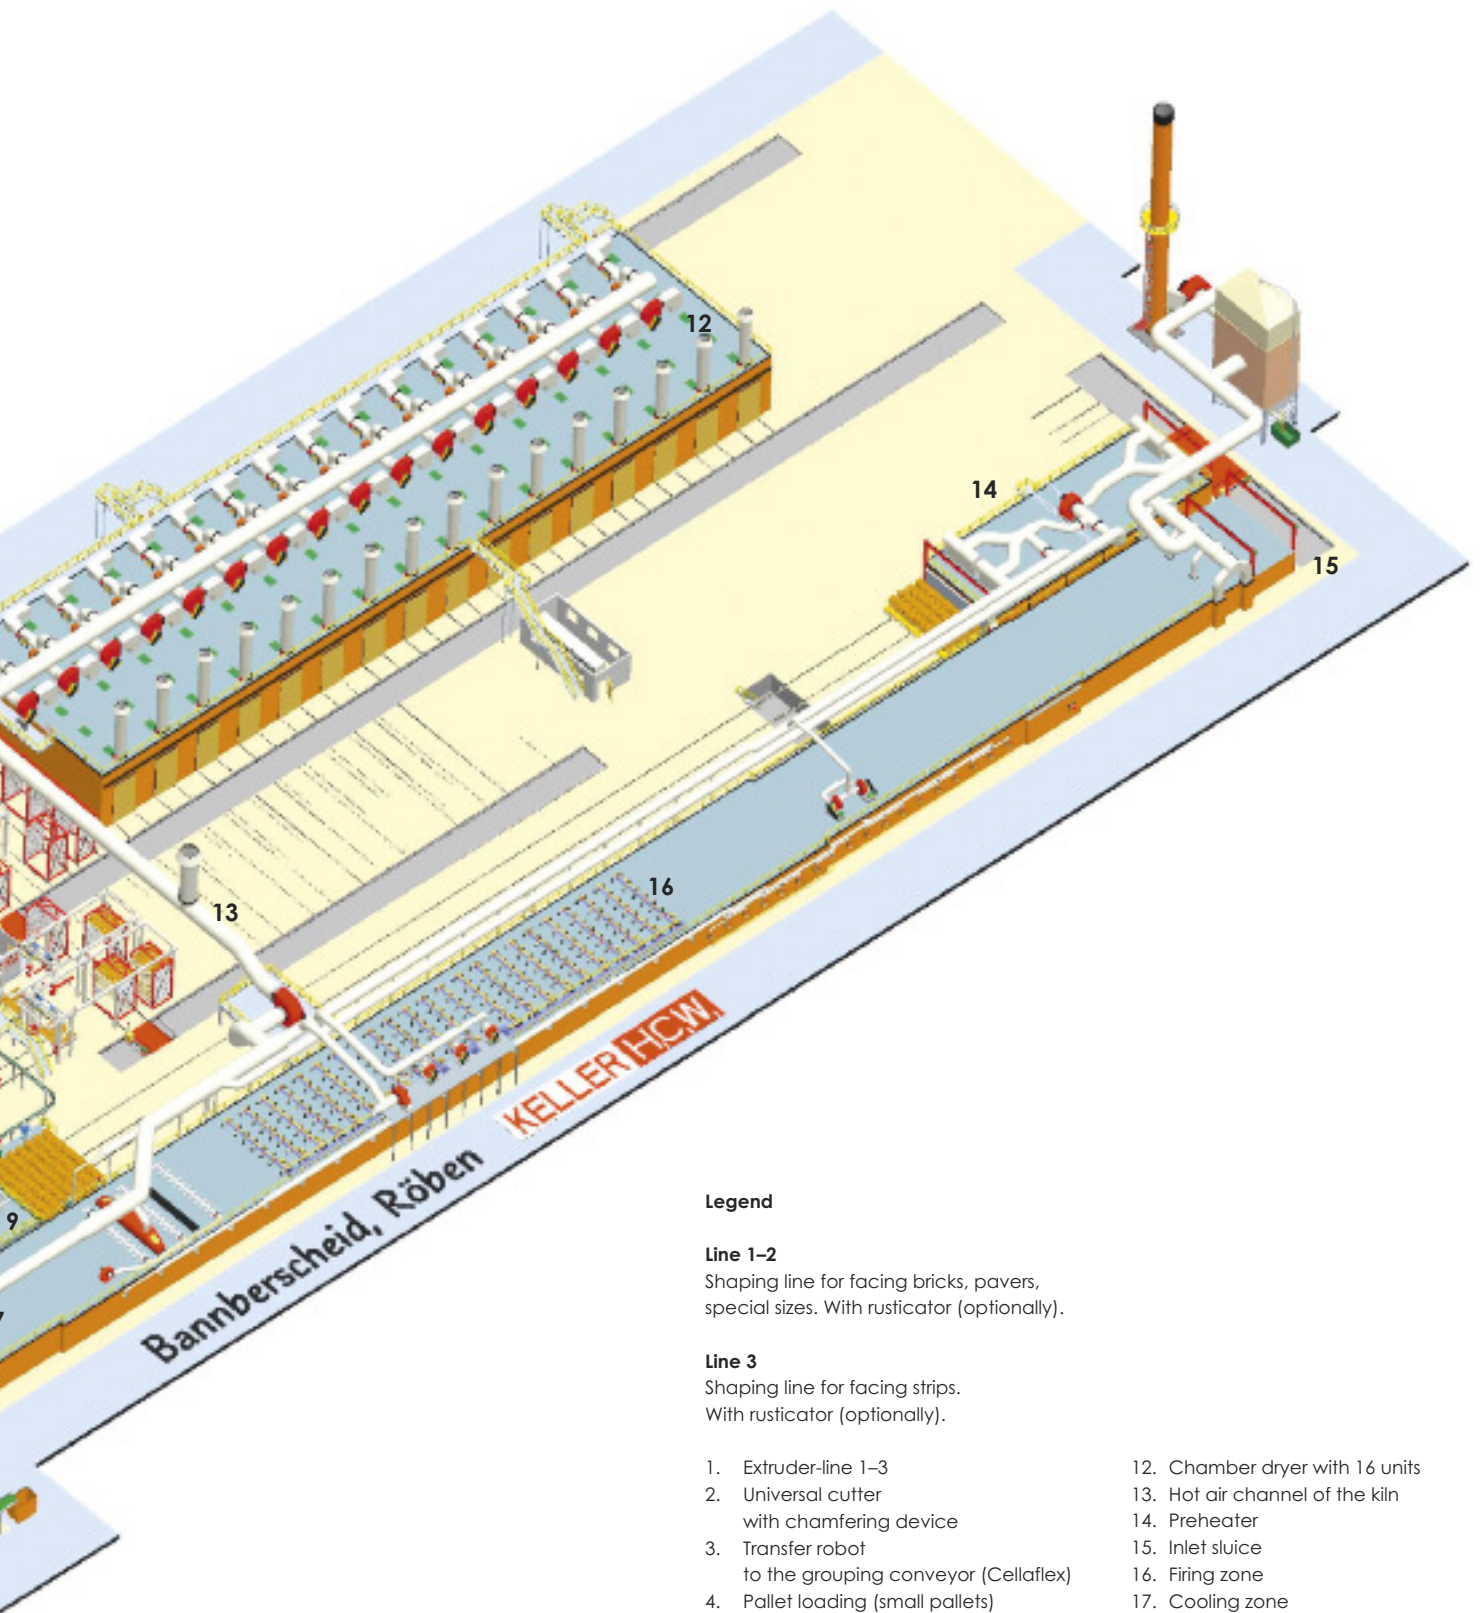 12
14
15
16
13
9
KELLER H.C.W.
Bannberscheid, Röben
Legend
Line 1–2
Shaping line for facing bricks, pavers,
special sizes. With rusticator (optionally).
Line 3
Shaping line for facing strips.
With rusticator (optionally).
1. Extruder-line 1–3
2. Universal cutter
with chamfering device
3. Transfer robot
to the grouping conveyor (Cellaflex)
4. Pallet loading (small pallets)
12. Chamber dryer with 16 units
13. Hot air channel of the kiln
14. Preheater
15. Inlet sluice
16. Firing zone
17. Cooling zone